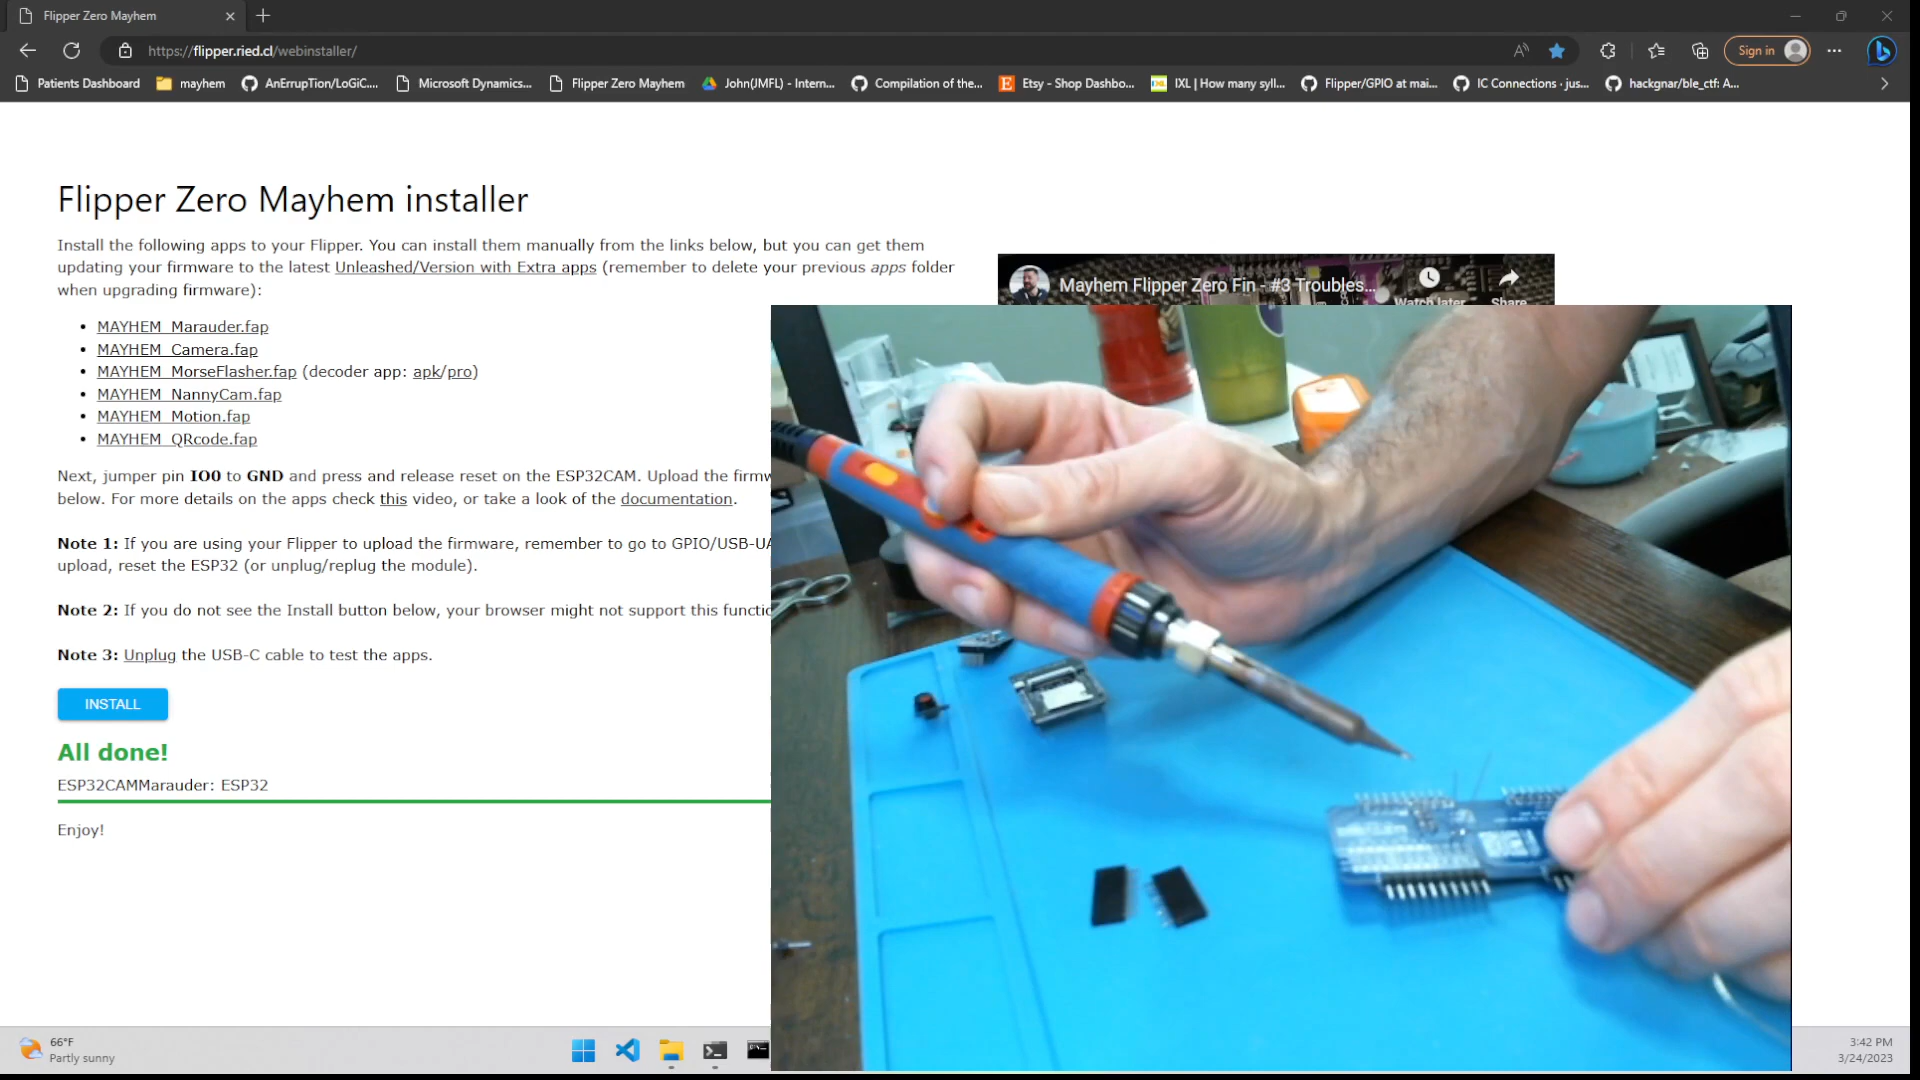 Flipper Zero Mayhem
https://flipper.ried.cl/webinstaller/
Sign in
Patients Dashboard
mayhem
AnErrupTion/LoGiC....
Microsoft Dynamics...
Flipper Zero Mayhem
John(JMFL) - Intern...
Compilation of the...
Etsy - Shop Dashbo...
IXL | How many syll...
Flipper/GPIO at mai...
IC Connections · jus...
hackgnar/ble_ctf: A...
Flipper Zero Mayhem installer
Install the following apps to your Flipper. You can install them manually from the links below, but you can get them
updating your firmware to the latest Unleashed/Version with Extra apps (remember to delete your previous apps folder
when upgrading firmware):
• MAYHEM_Marauder.fap
• MAYHEM_Camera.fap
• MAYHEM_MorseFlasher.fap (decoder app: apk/pro)
• MAYHEM_NannyCam.fap
• MAYHEM_Motion.fap
• MAYHEM_QRcode.fap
Next, jumper pin IO0 to GND and press and release reset on the ESP32CAM. Upload the firmw
below. For more details on the apps check this video, or take a look of the documentation.
Note 1: If you are using your Flipper to upload the firmware, remember to go to GPIO/USB-UA
upload, reset the ESP32 (or unplug/replug the module).
Note 2: If you do not see the Install button below, your browser might not support this functio
Note 3: Unplug the USB-C cable to test the apps.
INSTALL
All done!
ESP32CAMMarauder: ESP32
Enjoy!
Mayhem Flipper Zero Fin - #3 Troubles...
Watch later
Share
66°F
Partly sunny
3:42 PM
3/24/2023